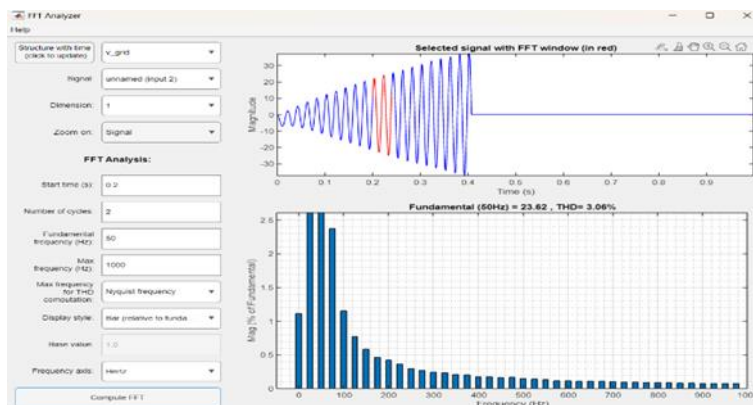 FFT Analyzer
Help
Structure with time
(click to update)
v_grid
Signal:
unnamed (Input 2)
Dimension:
1
Zoom on:
Signal
FFT Analysis:
Start time (s):
0.2
Number of cycles:
2
Fundamental
frequency (Hz):
50
Max
frequency (Hz):
1000
Max frequency
for THD
computation:
Nyquist frequency
Display style:
Bar (relative to funda
Base value:
1.0
Frequency axis:
Hertz
Compute FFT
Selected signal with FFT window (in red)
Magnitude
30
20
10
0
-10
-20
-30
0 0.1 0.2 0.3 0.4 0.5 0.6 0.7 0.8 0.9
Time (s)
Fundamental (50Hz) = 23.62 , THD= 3.06%
Mag (% of Fundamental)
2.5
2
1.5
1
0.5
0
0 100 200 300 400 500 600 700 800 900 1000
Frequency (Hz)